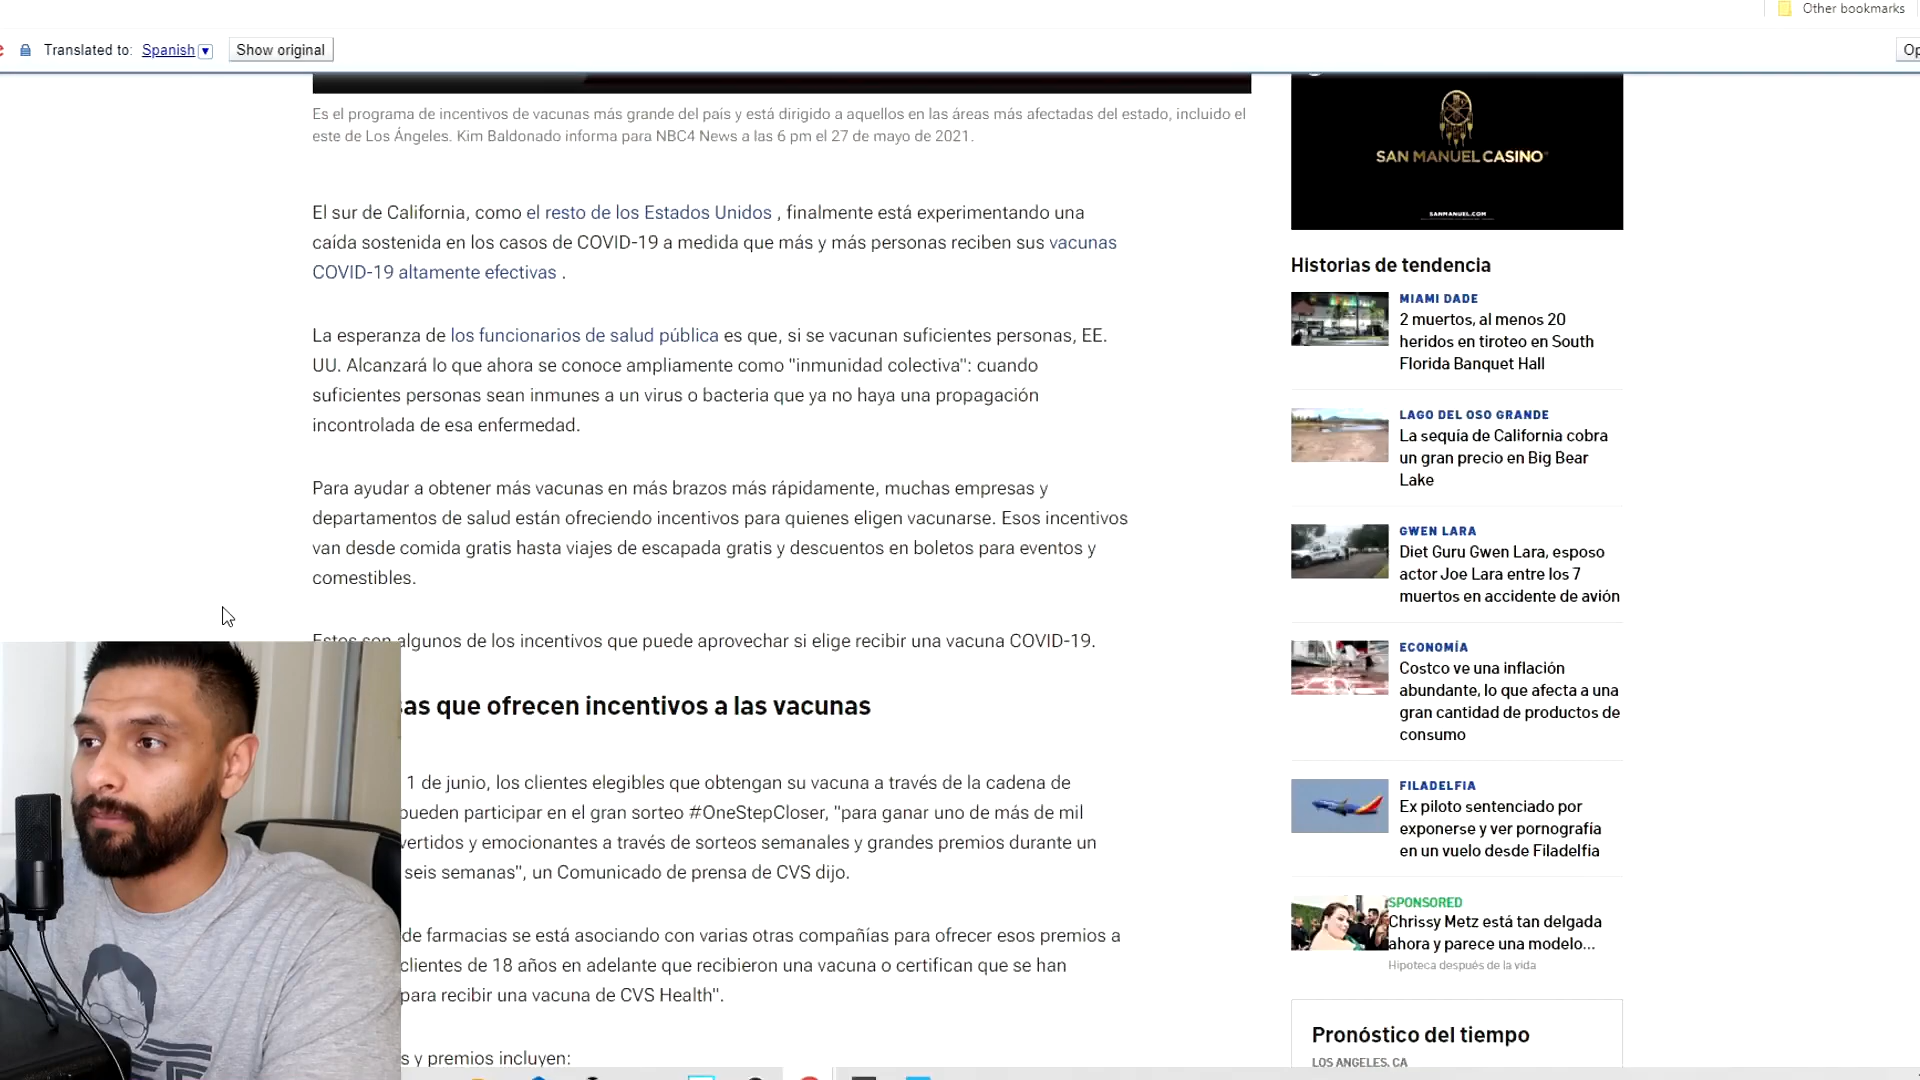 Other bookmarks
Translated to: Spanish
Show original
Es el programa de incentivos de vacunas más grande del país y está dirigido a aquellos en las áreas más afectadas del estado, incluido el
este de Los Ángeles. Kim Baldonado informa para NBC4 News a las 6 pm el 27 de mayo de 2021.
El sur de California, como el resto de los Estados Unidos , finalmente está experimentando una
caída sostenida en los casos de COVID-19 a medida que más y más personas reciben sus vacunas
COVID-19 altamente efectivas .
La esperanza de los funcionarios de salud pública es que, si se vacunan suficientes personas, EE.
UU. Alcanzará lo que ahora se conoce ampliamente como "inmunidad colectiva": cuando
suficientes personas sean inmunes a un virus o bacteria que ya no haya una propagación
incontrolada de esa enfermedad.
Para ayudar a obtener más vacunas en más brazos más rápidamente, muchas empresas y
departamentos de salud están ofreciendo incentivos para quienes eligen vacunarse. Esos incentivos
van desde comida gratis hasta viajes de escapada gratis y descuentos en boletos para eventos y
comestibles.
Estos son algunos de los incentivos que puede aprovechar si elige recibir una vacuna COVID-19.
que ofrecen incentivos a las vacunas
1 de junio, los clientes elegibles que obtengan su vacuna a través de la cadena de
pueden participar en el gran sorteo #OneStepCloser, "para ganar uno de más de mil
y emocionantes a través de sorteos semanales y grandes premios durante un
seis semanas", un Comunicado de prensa de CVS dijo.
de farmacias se está asociando con varias otras compañías para ofrecer esos premios a
clientes de 18 años en adelante que recibieron una vacuna o certifican que se han
para recibir una vacuna de CVS Health".
y premios incluyen:
SAN MANUEL CASINO
SANMANUEL.COM
Historias de tendencia
MIAMI DADE
2 muertos, al menos 20
heridos en tiroteo en South
Florida Banquet Hall
LAGO DEL OSO GRANDE
La sequía de California cobra
un gran precio en Big Bear
Lake
GWEN LARA
Diet Guru Gwen Lara, esposo
actor Joe Lara entre los 7
muertos en accidente de avión
ECONOMÍA
Costco ve una inflación
abundante, lo que afecta a una
gran cantidad de productos de
consumo
FILADELFIA
Ex piloto sentenciado por
exponerse y ver pornografía
en un vuelo desde Filadelfia
SPONSORED
Chrissy Metz está tan delgada
ahora y parece una modelo...
Hipoteca después de la vida
Pronóstico del tiempo
LOS ANGELES, CA